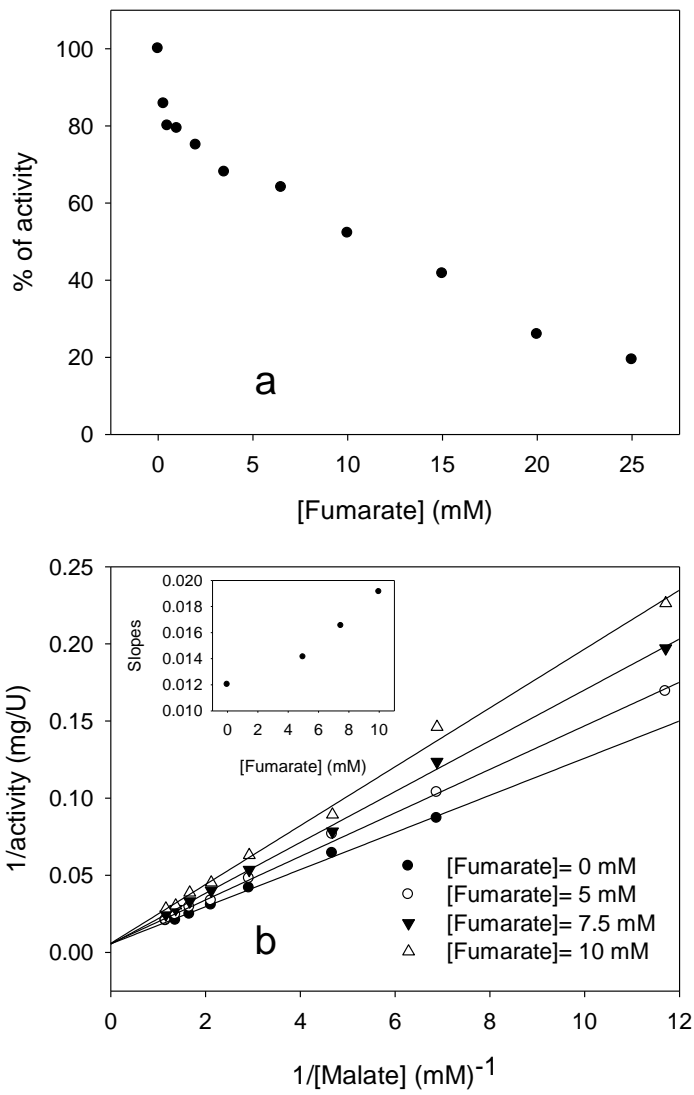 100
80
60
40
20
0
% of activity
a
0 5 10 15 20 25
[Fumarate] (mM)
0.25
0.20
0.15
0.10
0.05
0.00
1/activity (mg/U)
0.020
0.018
0.016
0.014
0.012
0.010
Slopes
0 2 4 6 8 10
[Fumarate] (mM)
[Fumarate]= 0 mM
[Fumarate]= 5 mM
[Fumarate]= 7.5 mM
[Fumarate]= 10 mM
b
0 2 4 6 8 10 12
1/[Malate] (mM)-1